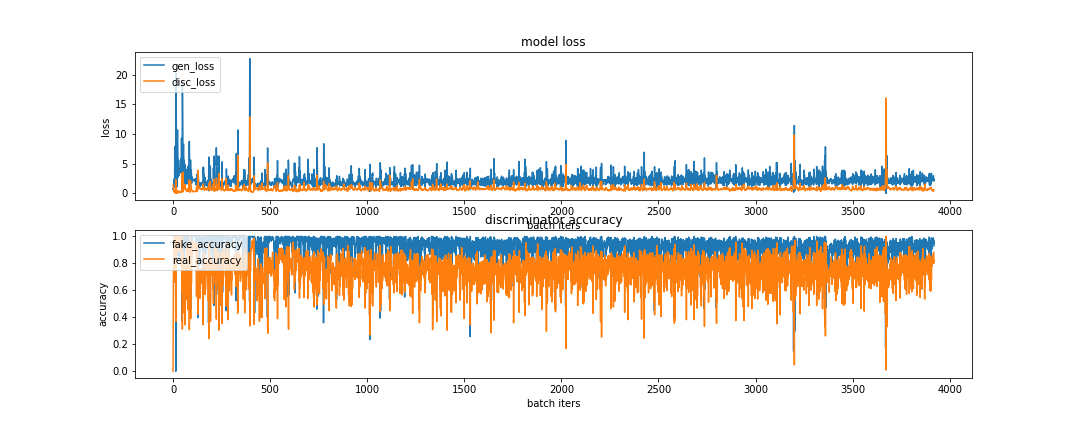 model loss
gen_loss
disc_loss
loss
20
15
10
5
0
0 500 1000 1500 2000 2500 3000 3500 4000
batch iters
discriminator accuracy
fake_accuracy
real_accuracy
accuracy
1.0
0.8
0.6
0.4
0.2
0.0
0 500 1000 1500 2000 2500 3000 3500 4000
batch iters